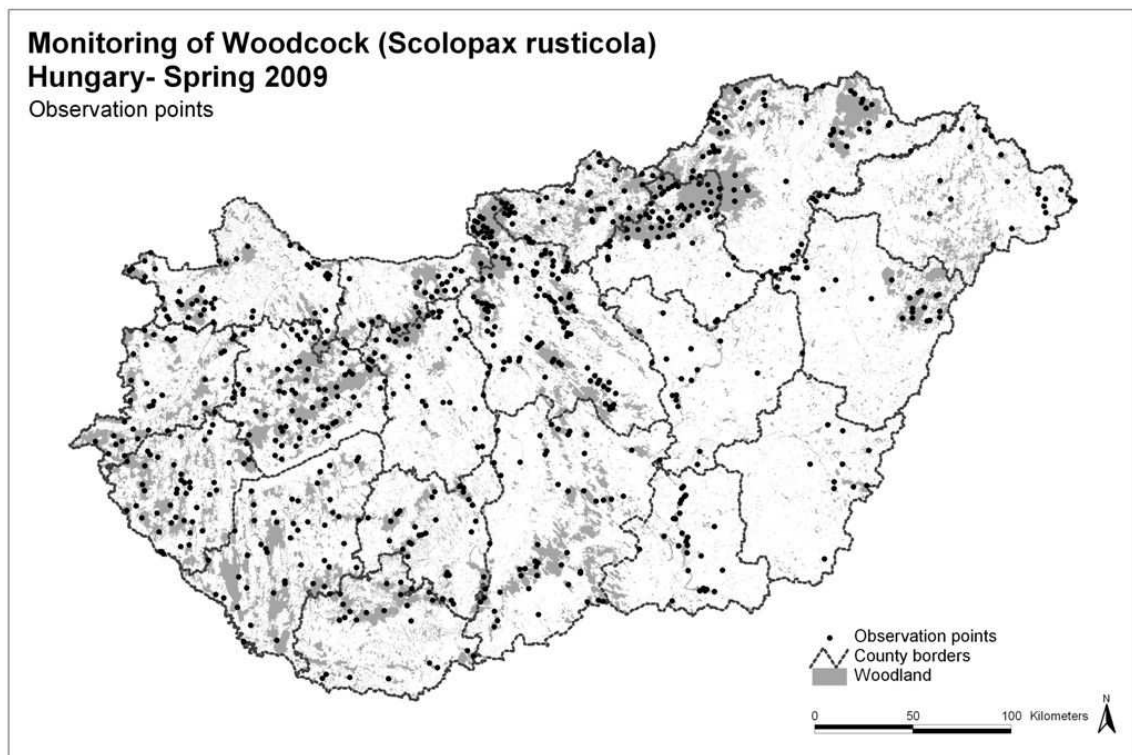 Monitoring of Woodcock (Scolopax rusticola)
Hungary- Spring 2009
Observation points
Observation points
County borders
Woodland
0 50 100 Kilometers
N